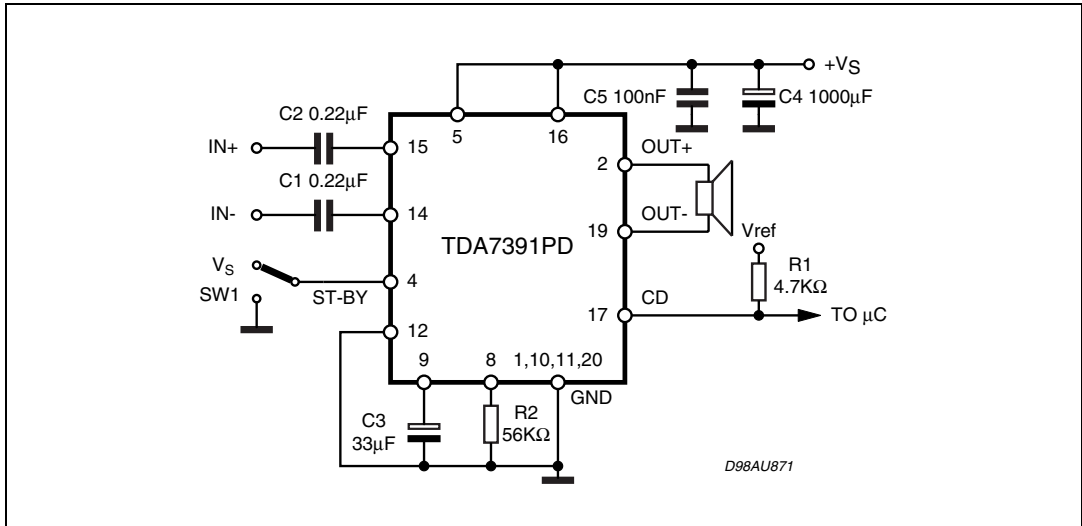 +VS
C5 100nF
C4 1000µF
C2 0.22µF
5
16
IN+
15
2
OUT+
C1 0.22µF
IN-
14
OUT-
19
TDA7391PD
Vref
VS
4
R1
4.7KΩ
SW1
ST-BY
17
CD
TO µC
12
9
8
1,10,11,20
GND
C3
33µF
R2
56KΩ
D98AU871